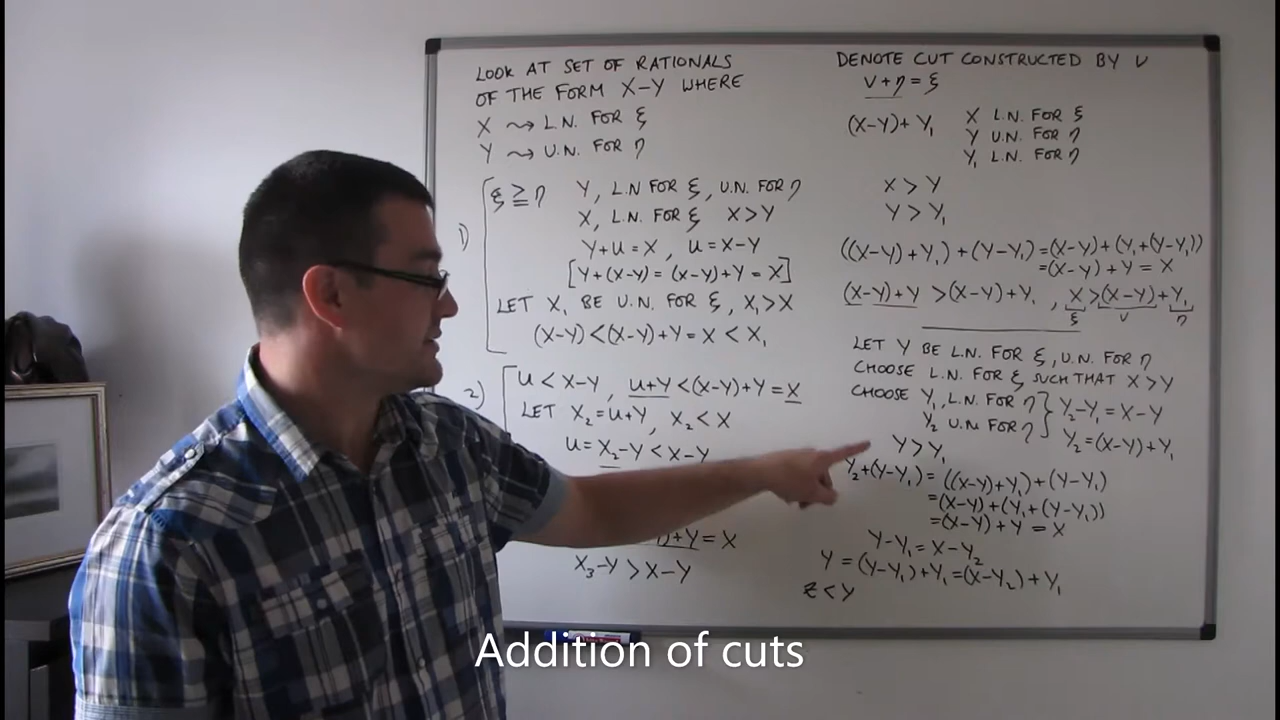 LOOK AT SET OF RATIONALS
OF THE FORM X-Y WHERE
X ⇝ L.N. FOR ξ
Y ⇝ U.N. FOR η
1)
ξ ≧ η Y, L.N FOR ξ, U.N. FOR η
X, L.N. FOR ξ X>Y
Y+U=X, U=X-Y
[Y+(X-Y)=(X-Y)+Y=X]
LET X₁ BE U.N. FOR ξ, X₁>X
(X-Y)<(X-Y)+Y=X<X₁
2)
U<X-Y, U+Y<(X-Y)+Y=X
LET X₂=U+Y, X₂<X
U=X₂-Y<X-Y
+Y=X
X₃-Y>X-Y
DENOTE CUT CONSTRUCTED BY υ
υ+η=ξ
(X-Y)+Y₁ X L.N. FOR ξ
Y U.N. FOR η
Y₁ L.N. FOR η
X>Y
Y>Y₁
((X-Y)+Y₁)+(Y-Y₁)=(X-Y)+(Y₁+(Y-Y₁))
=(X-Y)+Y=X
(X-Y)+Y>(X-Y)+Y₁, X>(X-Y)+Y₁
ξ υ η
LET Y BE L.N. FOR ξ, U.N. FOR η
CHOOSE L.N. FOR ξ SUCH THAT X>Y
CHOOSE Y₁, L.N. FOR η } Y₂-Y₁=X-Y
Y₂ U.N FOR η } Y₂=(X-Y)+Y₁
Y>Y₁
Y₂+(Y-Y₁)=((X-Y)+Y₁)+(Y-Y₁)
=(X-Y)+(Y₁+(Y-Y₁))
=(X-Y)+Y=X
Y-Y₁=X-Y₂
Y=(Y-Y₁)+Y₁=(X-Y₂)+Y₁
Z<Y
Addition of cuts